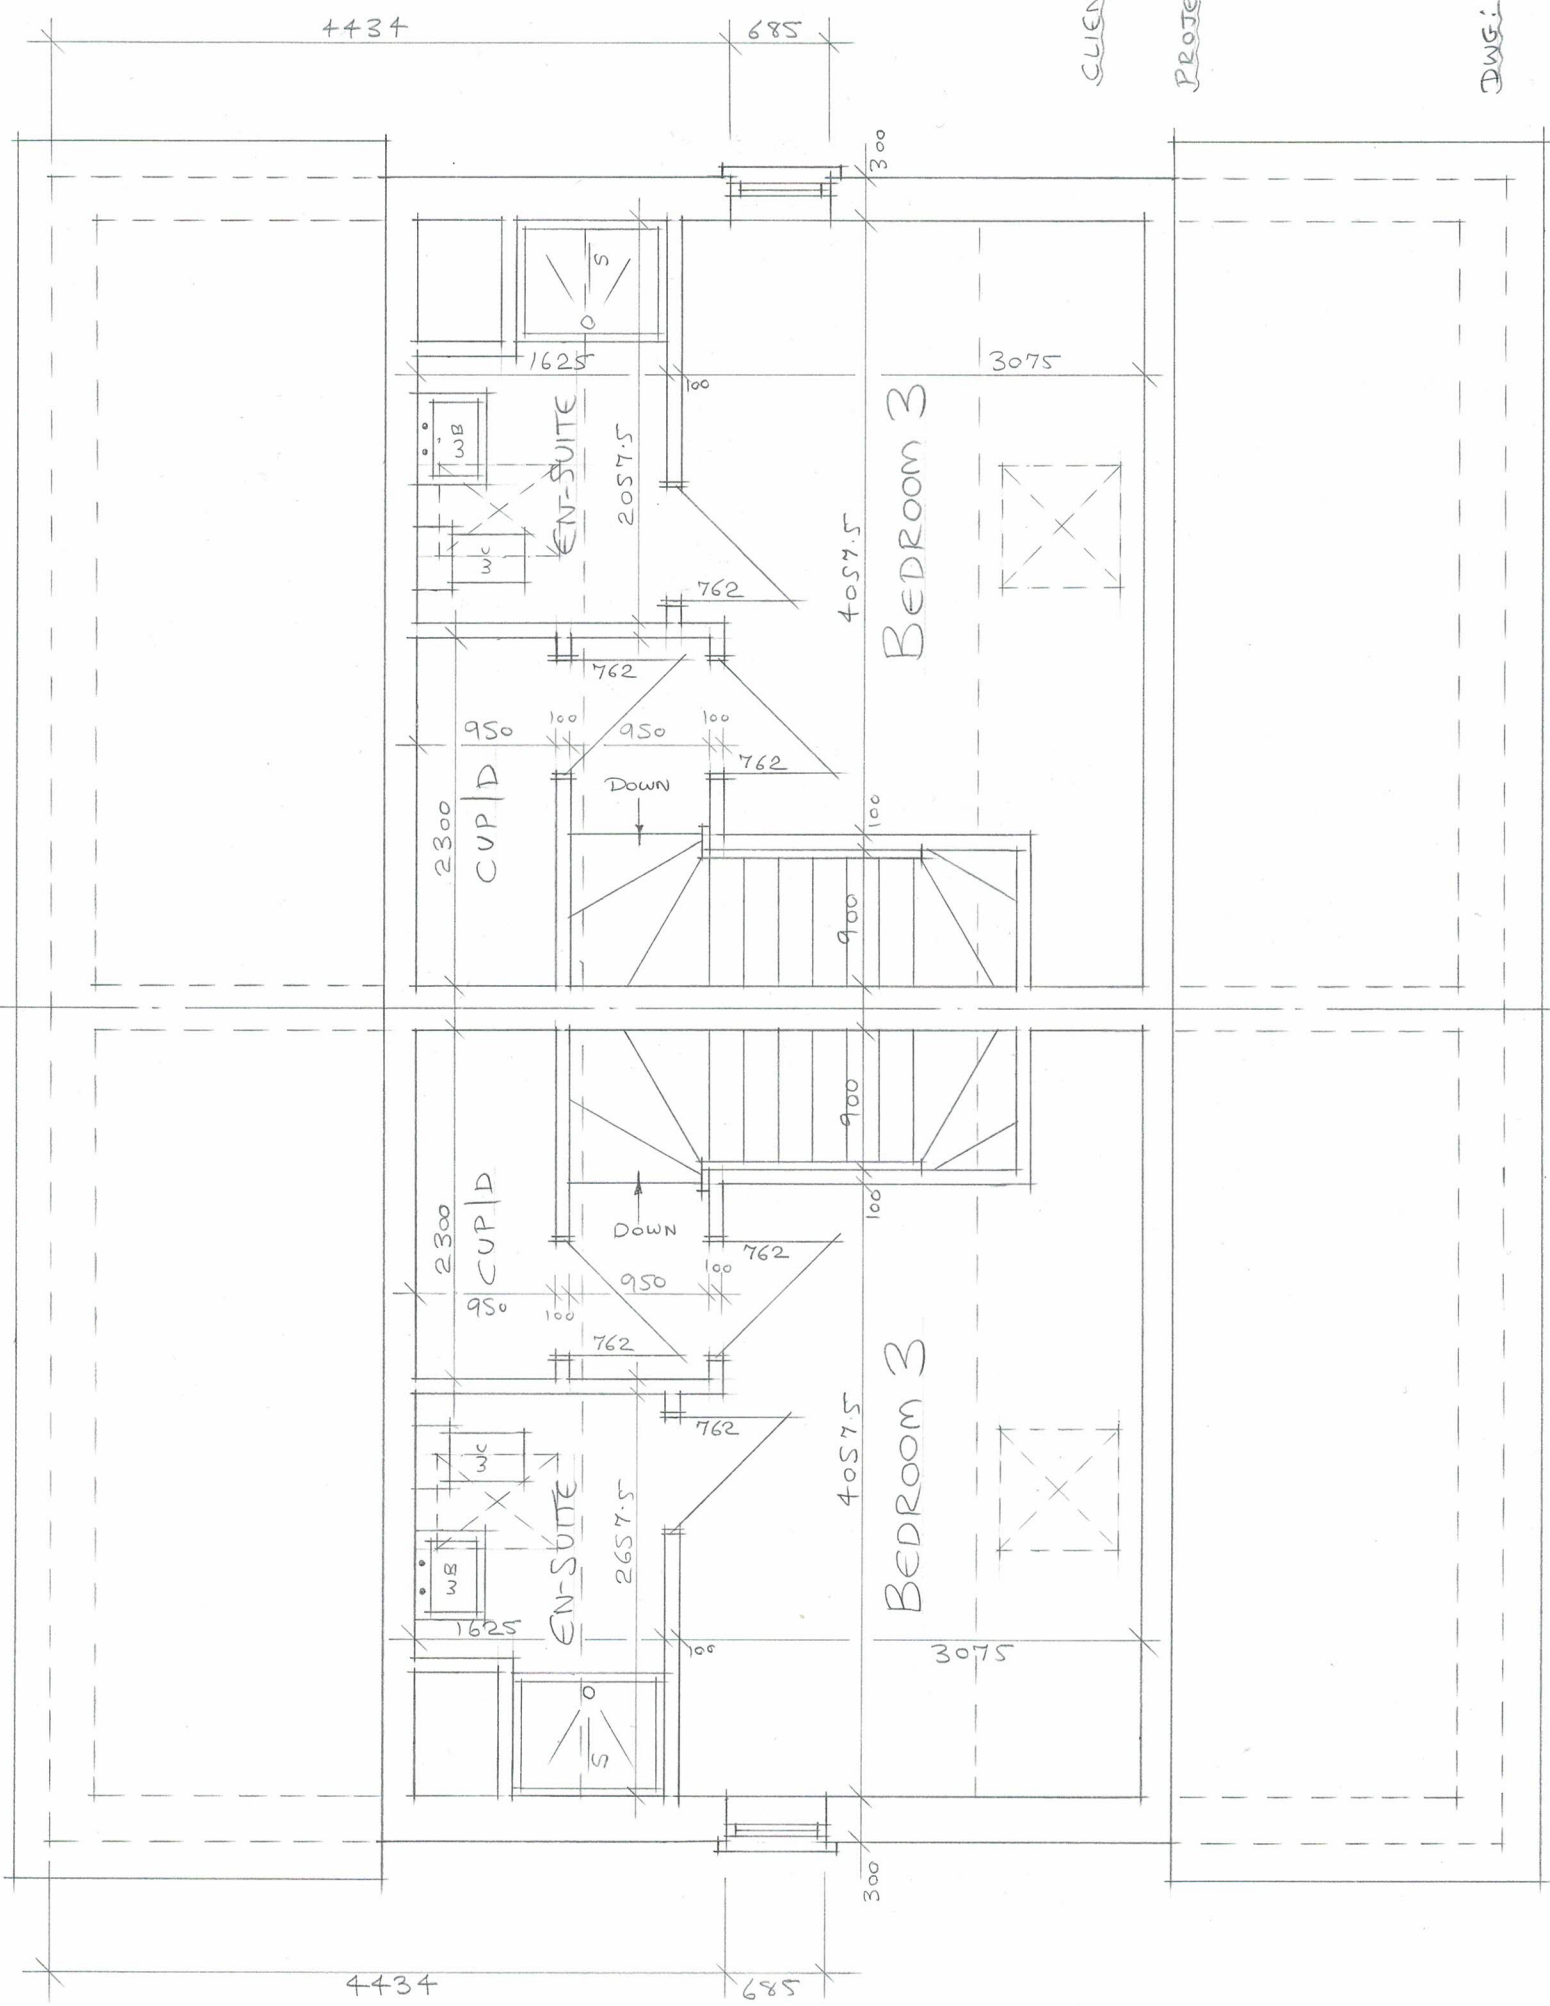 4434
685
CLIEN
PROJE
DWG:
300
S
O
1625
100
3075
WB
EN-SUITE
2057.5
BEDROOM 3
WC
762
4057.5
762
950
100
950
100
762
CUP|D
2300
DOWN
100
900
900
DOWN
100
2300
CUP|D
762
100
950
950
100
762
762
4057.5
BEDROOM 3
WC
EN-SUITE
2657.5
WB
1625
100
3075
O
S
300
4434
685